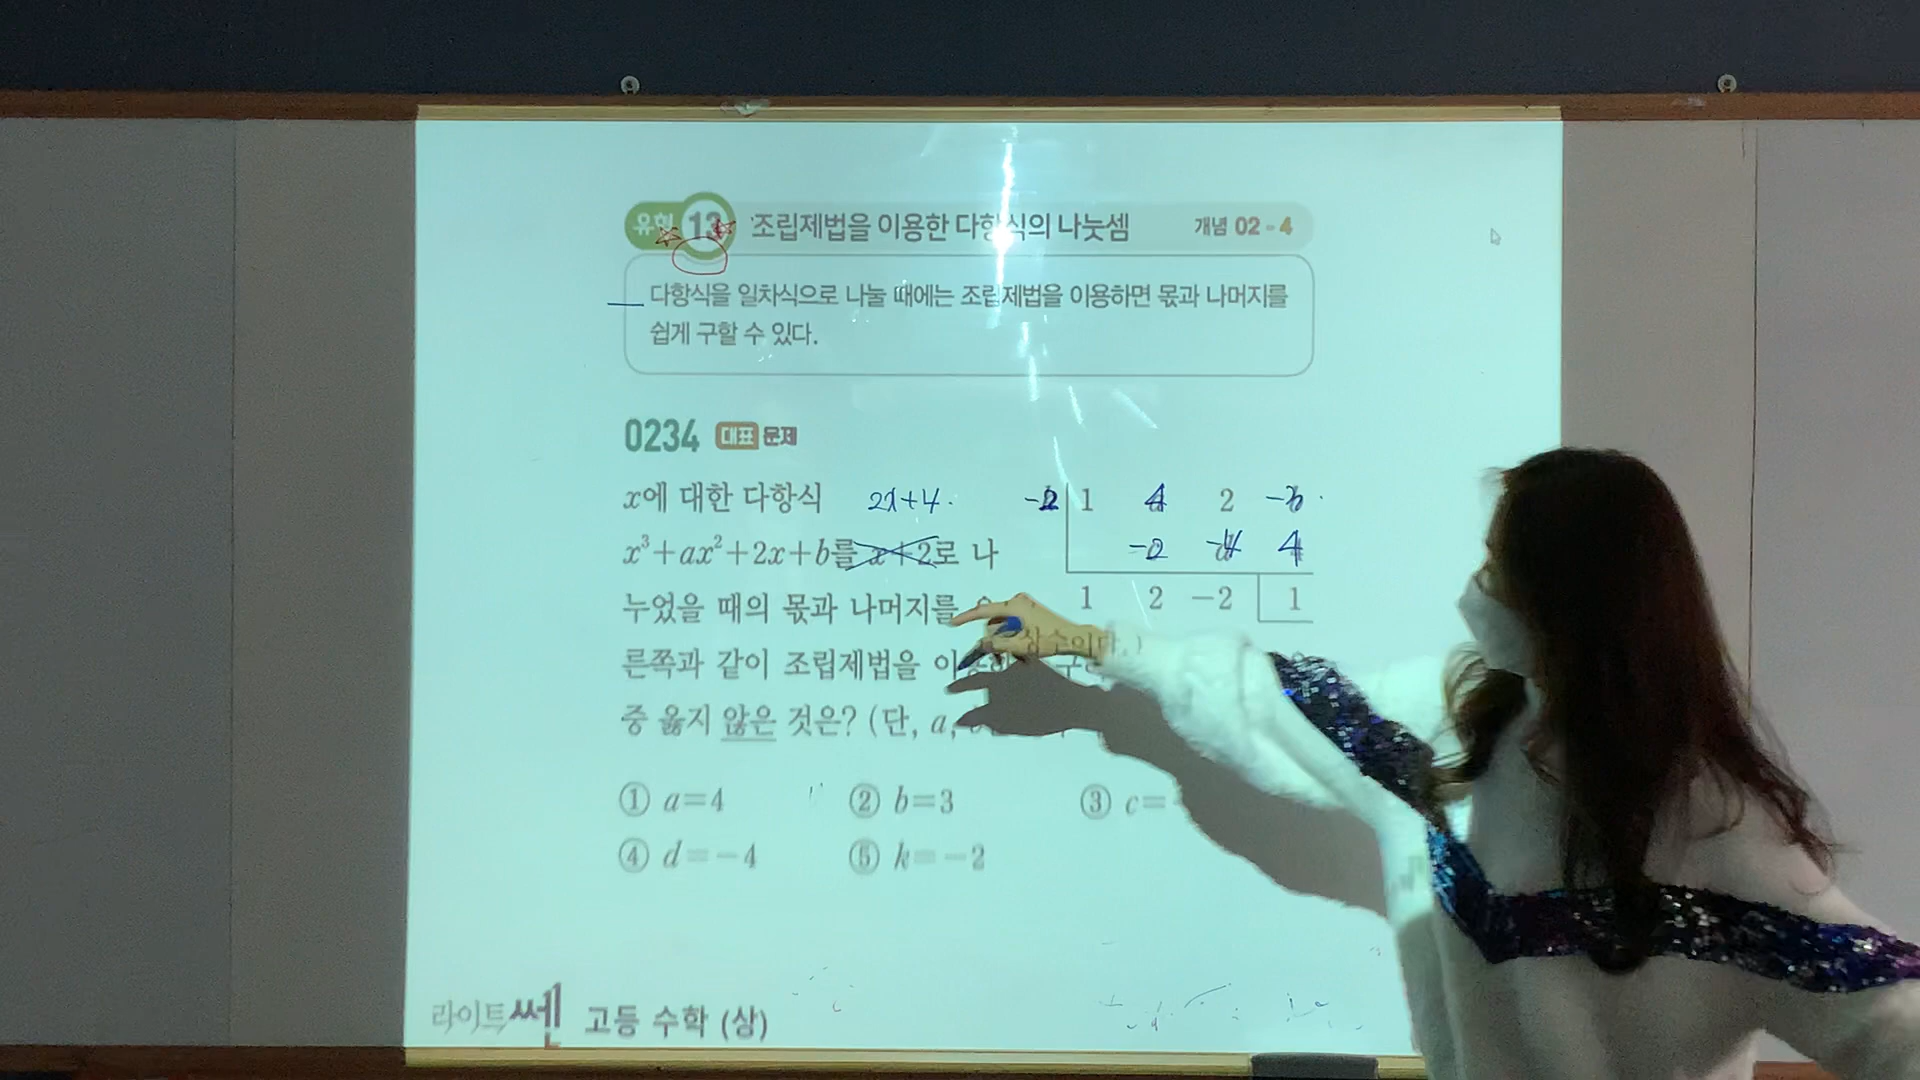 유형 13 조립제법을 이용한 다항식의 나눗셈 개념 02-4
다항식을 일차식으로 나눌 때에는 조립제법을 이용하면 몫과 나머지를
쉽게 구할 수 있다.
0234 대표 문제
x에 대한 다항식 2x+4.
x³+ax²+2x+b를 x+2로 나
누었을 때의 몫과 나머지를
른쪽과 같이 조립제법을
중 옳지 않은 것은? (단, a,
-2 1 4 2
-2 -4 4
1 2 -2 1
① a=4 ② b=3 ③ c=
④ d=-4 ⑤ k=-2
라이트쎈 고등 수학 (상)